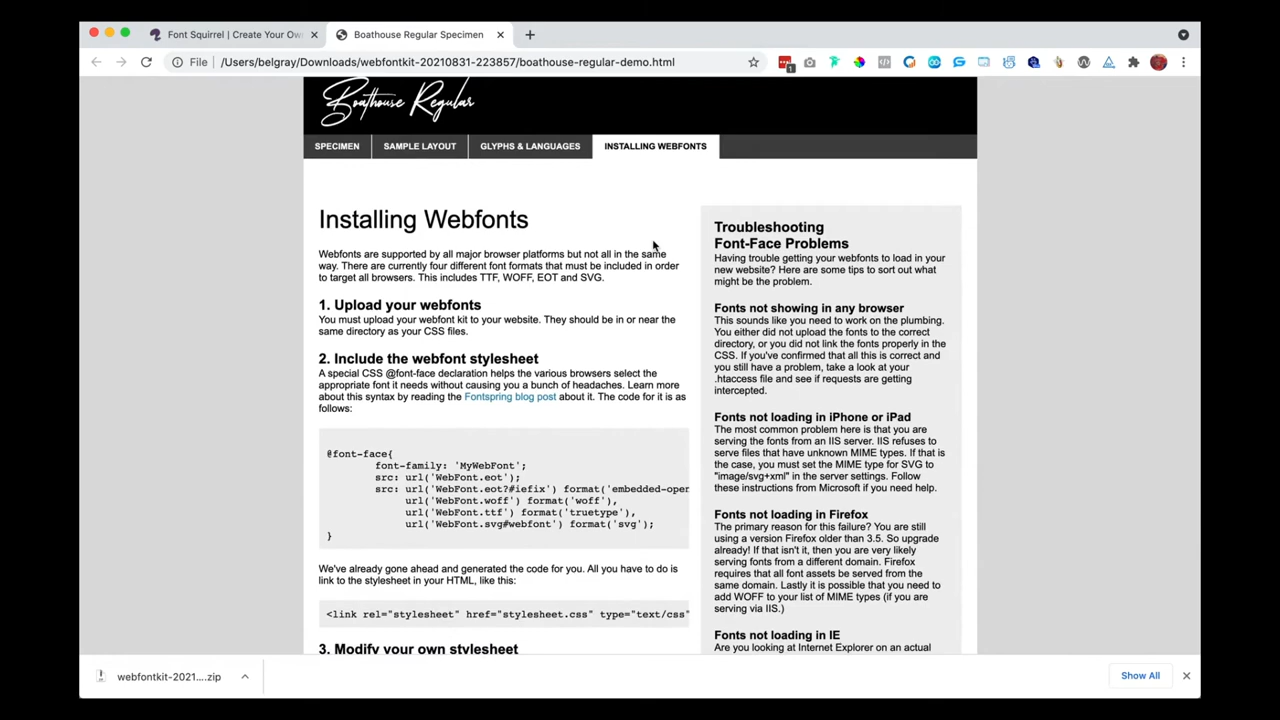 Font Squirrel | Create Your Own
Boathouse Regular Specimen
File
/Users/belgray/Downloads/webfontkit-20210831-223857/boathouse-regular-demo.html
1
Boathouse Regular
SPECIMEN
SAMPLE LAYOUT
GLYPHS & LANGUAGES
INSTALLING WEBFONTS
Installing Webfonts
Webfonts are supported by all major browser platforms but not all in the same
way. There are currently four different font formats that must be included in order
to target all browsers. This includes TTF, WOFF, EOT and SVG.
1. Upload your webfonts
You must upload your webfont kit to your website. They should be in or near the
same directory as your CSS files.
2. Include the webfont stylesheet
A special CSS @font-face declaration helps the various browsers select the
appropriate font it needs without causing you a bunch of headaches. Learn more
about this syntax by reading the Fontspring blog post about it. The code for it is as
follows:
@font-face{
font-family: 'MyWebFont';
src: url('WebFont.eot');
src: url('WebFont.eot?#iefix') format('embedded-open
url('WebFont.woff') format('woff'),
url('WebFont.ttf') format('truetype'),
url('WebFont.svg#webfont') format('svg');
}
We've already gone ahead and generated the code for you. All you have to do is
link to the stylesheet in your HTML, like this:
<link rel="stylesheet" href="stylesheet.css" type="text/css"
3. Modify your own stylesheet
Troubleshooting
Font-Face Problems
Having trouble getting your webfonts to load in your
new website? Here are some tips to sort out what
might be the problem.
Fonts not showing in any browser
This sounds like you need to work on the plumbing.
You either did not upload the fonts to the correct
directory, or you did not link the fonts properly in the
CSS. If you've confirmed that all this is correct and
you still have a problem, take a look at your
.htaccess file and see if requests are getting
intercepted.
Fonts not loading in iPhone or iPad
The most common problem here is that you are
serving the fonts from an IIS server. IIS refuses to
serve files that have unknown MIME types. If that is
the case, you must set the MIME type for SVG to
"image/svg+xml" in the server settings. Follow
these instructions from Microsoft if you need help.
Fonts not loading in Firefox
The primary reason for this failure? You are still
using a version Firefox older than 3.5. So upgrade
already! If that isn't it, then you are very likely
serving fonts from a different domain. Firefox
requires that all font assets be served from the
same domain. Lastly it is possible that you need to
add WOFF to your list of MIME types (if you are
serving via IIS.)
Fonts not loading in IE
Are you looking at Internet Explorer on an actual
webfontkit-2021....zip
Show All